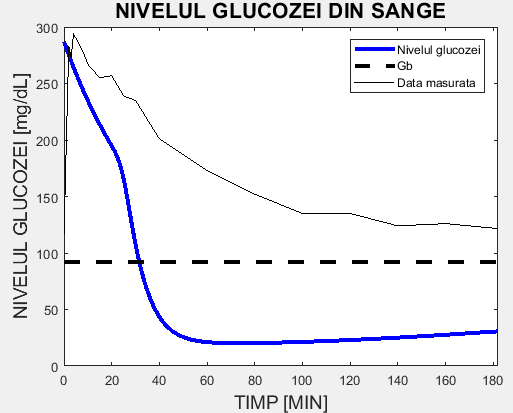 NIVELUL GLUCOZEI DIN SANGE
NIVELUL GLUCOZEI [mg/dL]
300
250
200
150
100
50
0
Nivelul glucozei
Gb
Data masurata
0
20
40
60
80
100
120
140
160
180
TIMP [MIN]